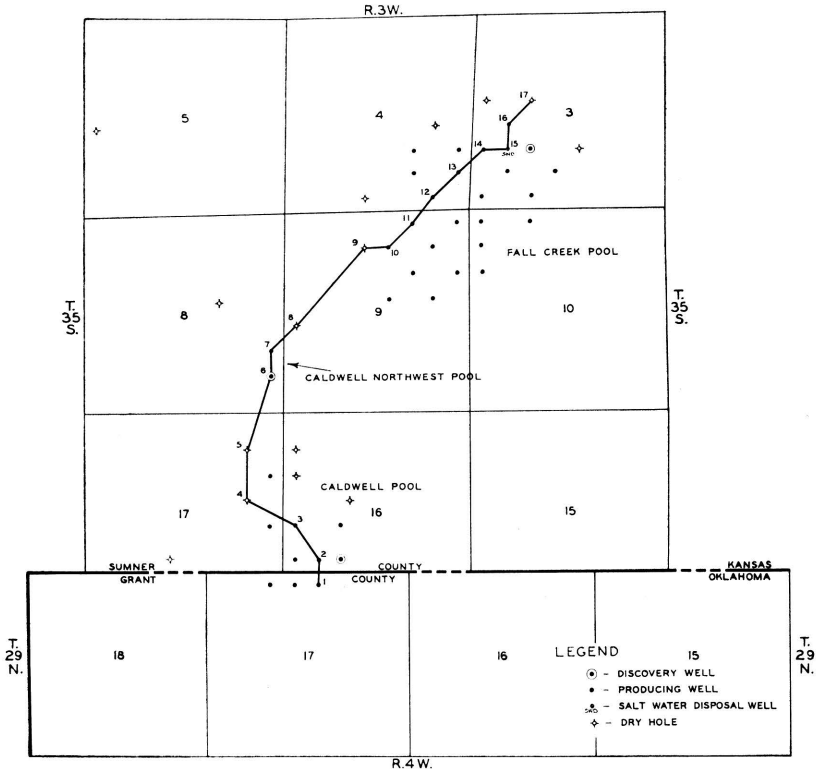 R.3W.
5
4
3
17
16
14
15
SWD
13
12
11
9
10
FALL CREEK POOL
T.
35
S.
8
8
9
10
T.
35
S.
7
6
CALDWELL NORTHWEST POOL
5
CALDWELL POOL
4
17
16
15
3
2
SUMNER COUNTY KANSAS
GRANT COUNTY OKLAHOMA
1
T.
29
N.
18
17
16
15
T.
29
N.
LEGEND
- DISCOVERY WELL
- PRODUCING WELL
SWD - SALT WATER DISPOSAL WELL
- DRY HOLE
R.4W.